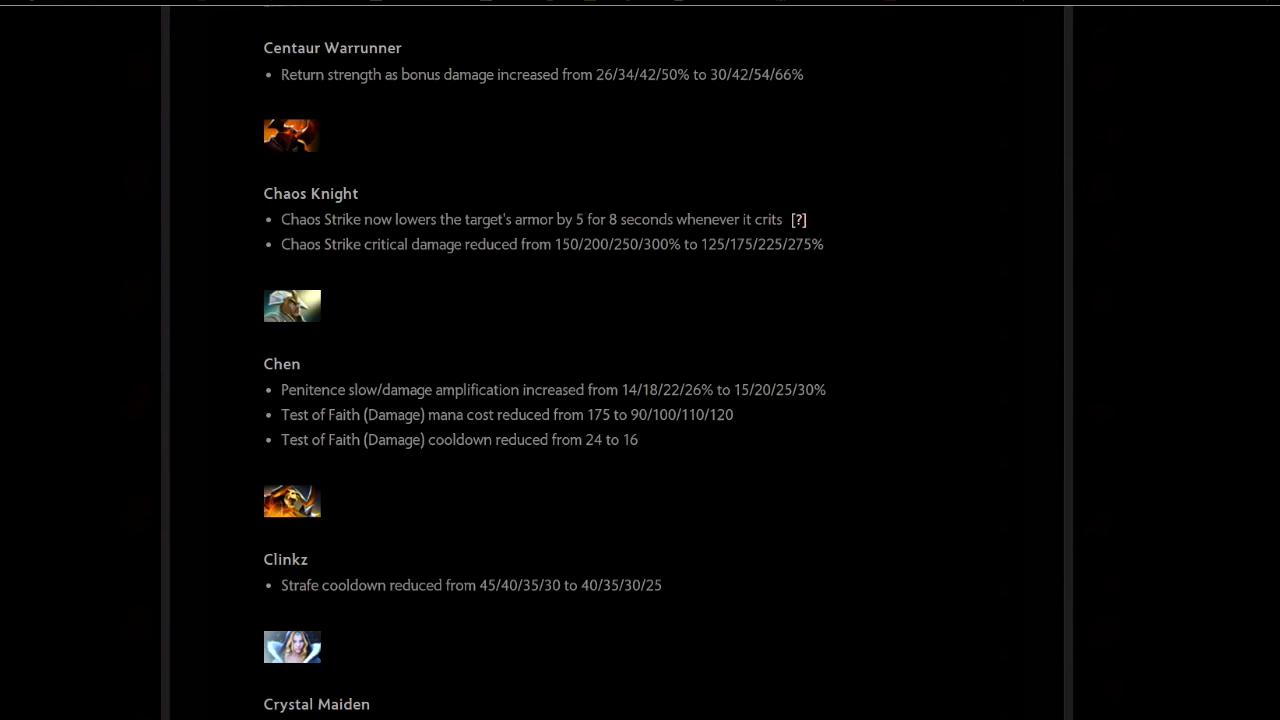 Centaur Warrunner
• Return strength as bonus damage increased from 26/34/42/50% to 30/42/54/66%
Chaos Knight
• Chaos Strike now lowers the target's armor by 5 for 8 seconds whenever it crits [?]
• Chaos Strike critical damage reduced from 150/200/250/300% to 125/175/225/275%
Chen
• Penitence slow/damage amplification increased from 14/18/22/26% to 15/20/25/30%
• Test of Faith (Damage) mana cost reduced from 175 to 90/100/110/120
• Test of Faith (Damage) cooldown reduced from 24 to 16
Clinkz
• Strafe cooldown reduced from 45/40/35/30 to 40/35/30/25
Crystal Maiden